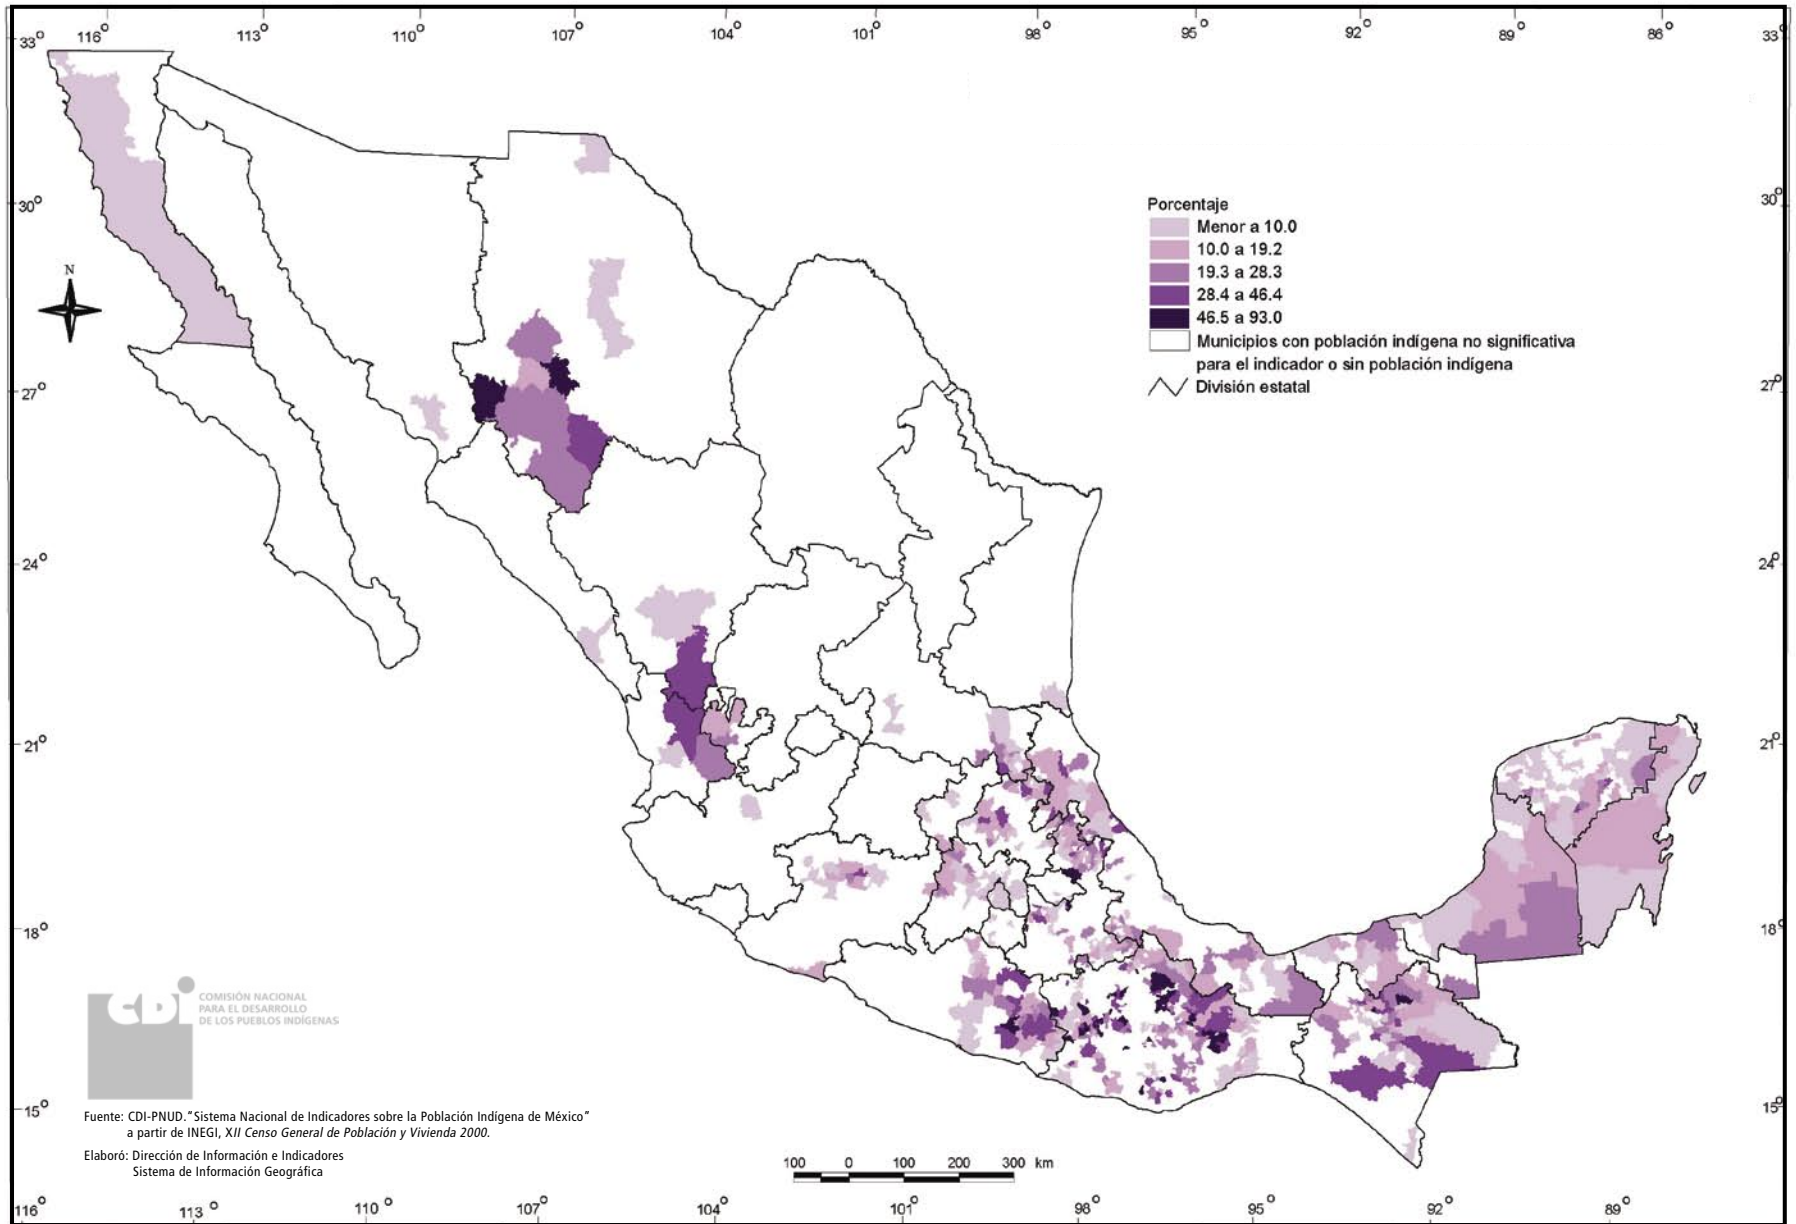 116° 113° 110° 107° 104° 101° 98° 95° 92° 89° 86°
33° 33°
30° 30°
27° 27°
24° 24°
21° 21°
18° 18°
15° 15°
N
Porcentaje
Menor a 10.0
10.0 a 19.2
19.3 a 28.3
28.4 a 46.4
46.5 a 93.0
Municipios con población indígena no significativa
para el indicador o sin población indígena
División estatal
CDI
COMISIÓN NACIONAL
PARA EL DESARROLLO
DE LOS PUEBLOS INDÍGENAS
Fuente: CDI-PNUD."Sistema Nacional de Indicadores sobre la Población Indígena de México"
a partir de INEGI, XII Censo General de Población y Vivienda 2000.
Elaboró: Dirección de Información e Indicadores
Sistema de Información Geográfica
100 0 100 200 300 km
116° 113° 110° 107° 104° 101° 98° 95° 92° 89°